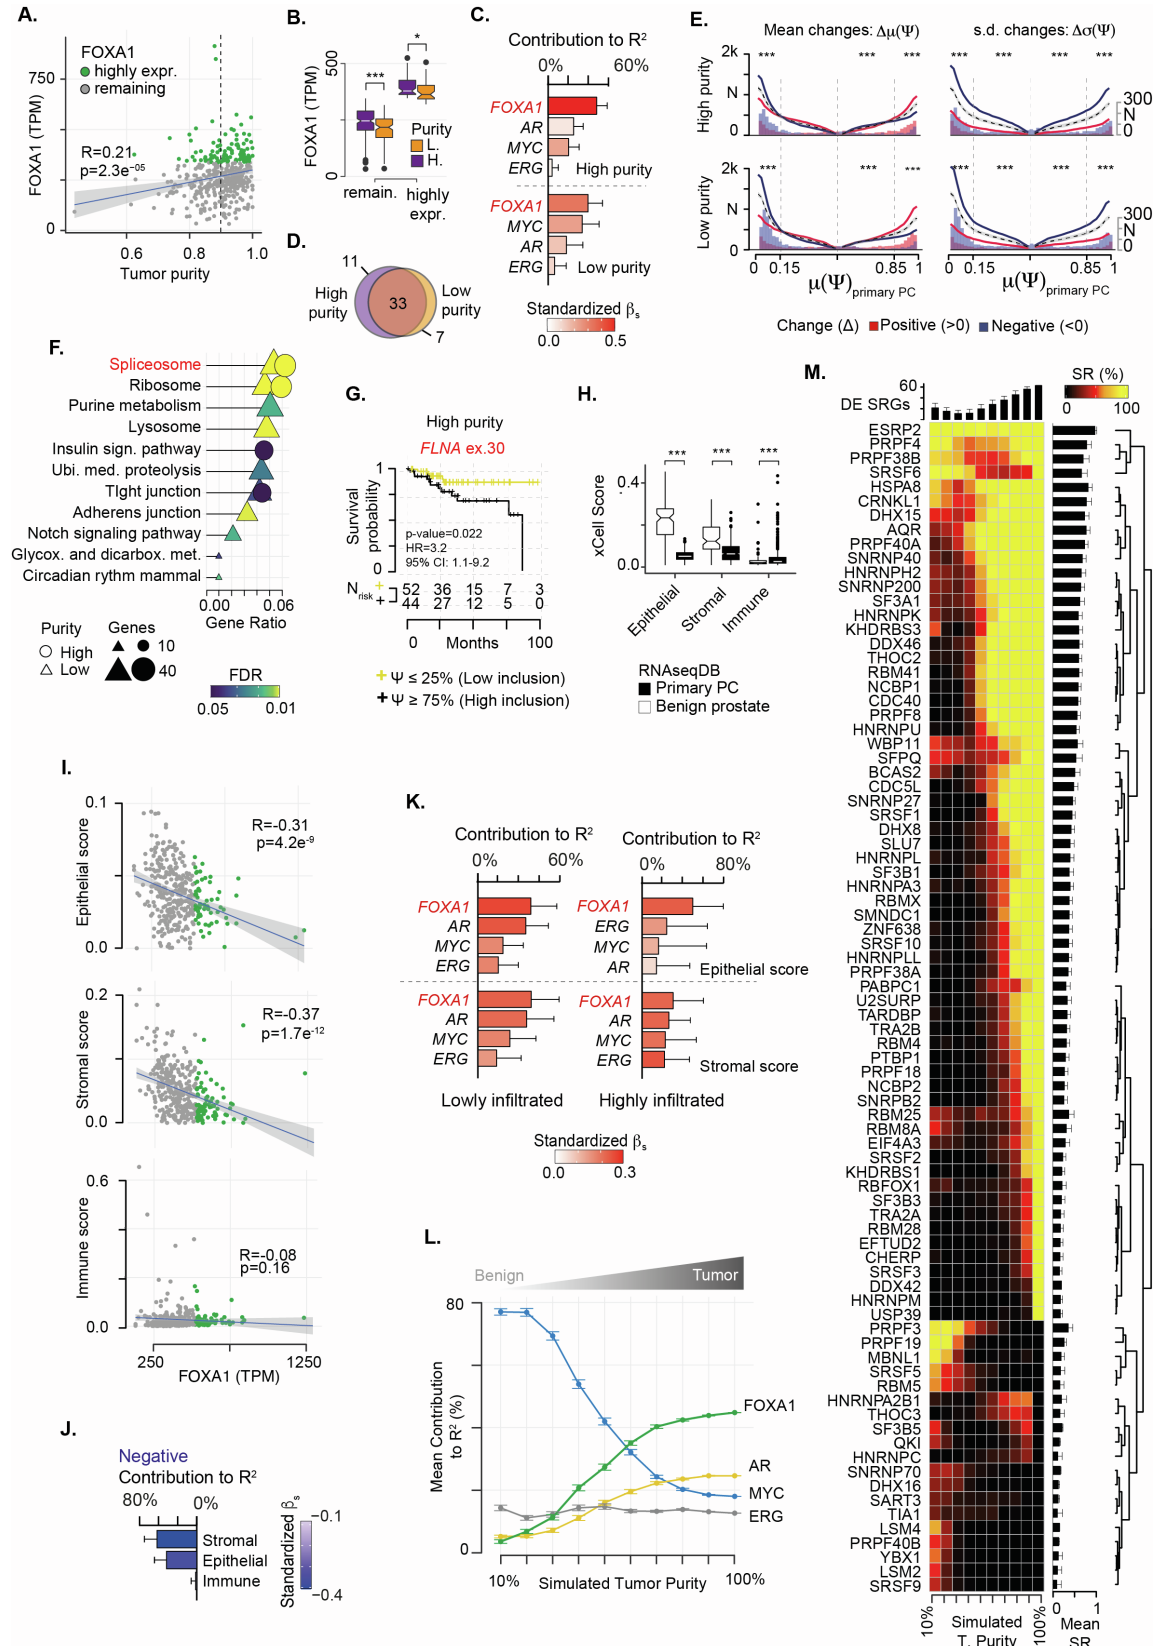 A.
FOXA1
highly expr.
remaining
750
0
FOXA1 (TPM)
R=0.21
p=2.3e-05
0.6
0.8
1.0
Tumor purity
B.
500
0
FOXA1 (TPM)
***
*
Purity
L.
H.
remain.
highly
expr.
C.
Contribution to R²
0%
60%
FOXA1
AR
MYC
ERG
High purity
FOXA1
MYC
AR
ERG
Low purity
Standardized βs
0.0
0.5
D.
11
High
purity
33
Low
purity
7
E.
Mean changes: Δμ(Ψ)
s.d. changes: Δσ(Ψ)
High purity
2k
N
0
***
***
***
***
***
***
***
300
N
0
Low purity
2k
N
0
***
***
***
***
***
***
***
300
N
0
0
0.15
0.85
1
0
0.15
0.85
1
μ(Ψ)primary PC
μ(Ψ)primary PC
Change (Δ)
Positive (>0)
Negative (<0)
F.
Spliceosome
Ribosome
Purine metabolism
Lysosome
Insulin sign. pathway
Ubi. med. proteolysis
TIght junction
Adherens junction
Notch signaling pathway
Glycox. and dicarbox. met.
Circadian rythm mammal
0.00
0.06
Gene Ratio
Purity
High
Low
Genes
10
40
FDR
0.05
0.01
G.
High purity
FLNA ex.30
1
0
Survival
probability
p-value=0.022
HR=3.2
95% CI: 1.1-9.2
Nrisk
+ 52 36 15 7 3
+ 44 27 12 5 0
0
Months
100
+ Ψ ≤ 25% (Low inclusion)
+ Ψ ≥ 75% (High inclusion)
H.
xCell Score
0.4
0.0
***
***
***
Epithelial
Stromal
Immune
RNAseqDB
Primary PC
Benign prostate
I.
Epithelial score
0.1
0.0
R=-0.31
p=4.2e-9
Stromal score
0.2
0.0
R=-0.37
p=1.7e-12
Immune score
0.6
0.0
R=-0.08
p=0.16
250
1250
FOXA1 (TPM)
J.
Negative
Contribution to R²
80%
0%
Stromal
Epithelial
Immune
Standardized βs
−0.1
−0.4
K.
Contribution to R²
0%
60%
FOXA1
AR
MYC
ERG
FOXA1
AR
MYC
ERG
Lowly infiltrated
Contribution to R²
0%
80%
FOXA1
ERG
MYC
AR
Epithelial score
FOXA1
AR
MYC
ERG
Stromal score
Highly infiltrated
Standardized βs
0.0
0.3
L.
Benign
Tumor
80
0
Mean Contribution
to R² (%)
FOXA1
AR
MYC
ERG
10%
Simulated Tumor Purity
100%
M.
60
0
DE SRGs
SR (%)
0
100
ESRP2
PRPF4
PRPF38B
SRSF6
HSPA8
CRNKL1
DHX15
AQR
PRPF40A
SNRNP40
HNRNPH2
SNRNP200
SF3A1
HNRNPK
KHDRBS3
DDX46
THOC2
RBM41
NCBP1
CDC40
PRPF8
HNRNPU
WBP11
SFPQ
BCAS2
CDC5L
SNRNP27
SRSF1
DHX8
SLU7
HNRNPL
SF3B1
HNRNPA3
RBMX
SMNDC1
ZNF638
SRSF10
HNRNPLL
PRPF38A
PABPC1
U2SURP
TARDBP
TRA2B
RBM4
PTBP1
PRPF18
NCBP2
SNRPB2
RBM25
RBM8A
EIF4A3
SRSF2
KHDRBS1
RBFOX1
SF3B3
TRA2A
RBM28
EFTUD2
CHERP
SRSF3
DDX42
HNRNPM
USP39
PRPF3
PRPF19
MBNL1
SRSF5
RBM5
HNRNPA2B1
THOC3
SF3B5
QKI
HNRNPC
SNRNP70
DHX16
SART3
TIA1
LSM4
PRPF40B
YBX1
LSM2
SRSF9
10%
Simulated
T. Purity
100%
0
1
Mean
SR